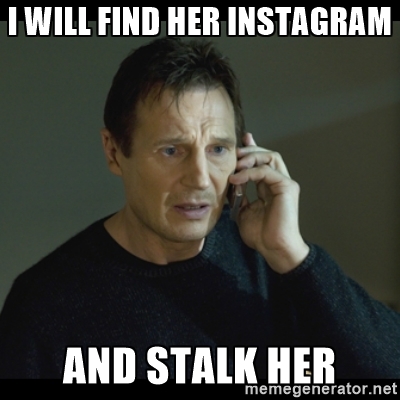 I WILL FIND HER INSTAGRAM
AND STALK HER
memegenerator.net